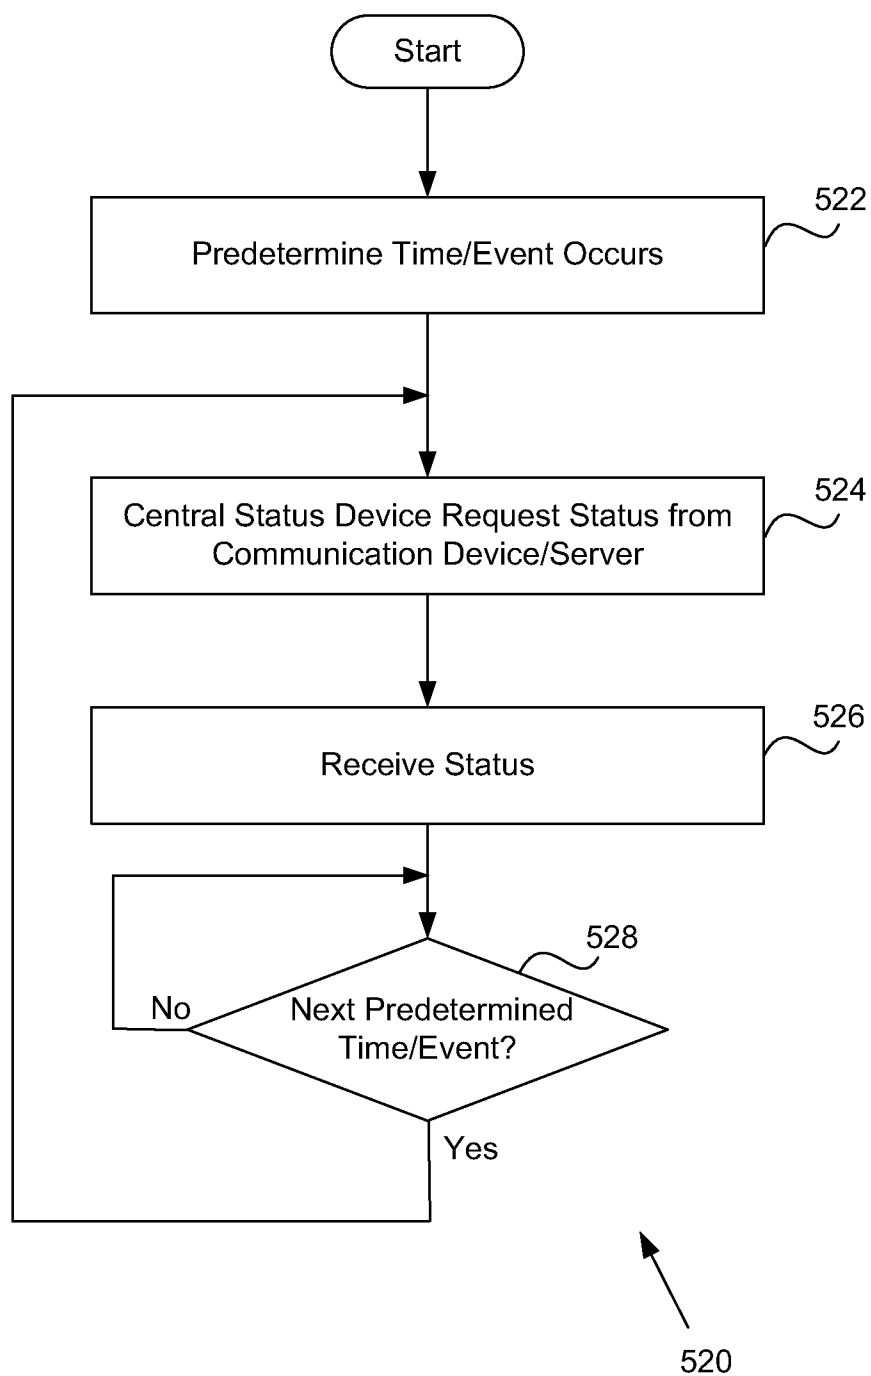 Start
522
Predetermine Time/Event Occurs
524
Central Status Device Request Status from
Communication Device/Server
526
Receive Status
528
No
Next Predetermined
Time/Event?
Yes
520